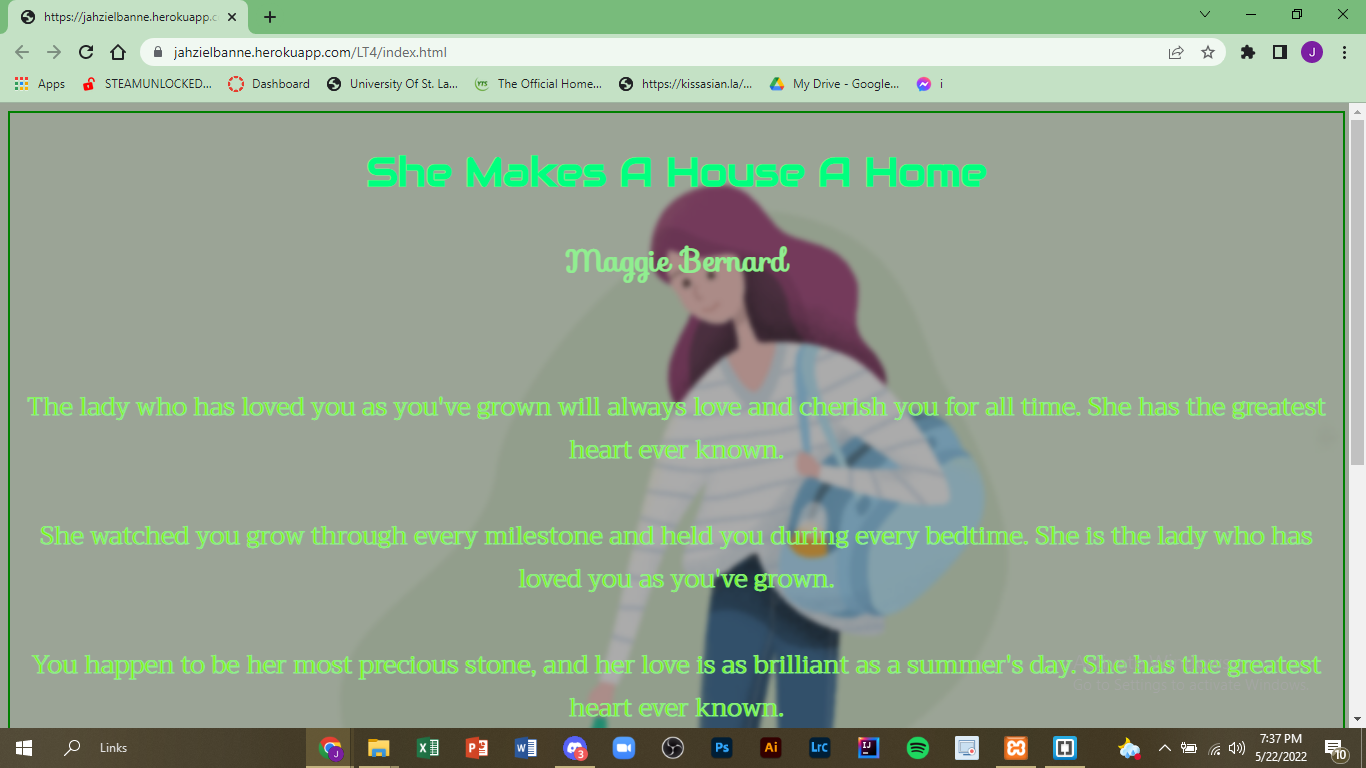 https://jahzielbanne.herokuapp.c
jahzielbanne.herokuapp.com/LT4/index.html
J
Apps
STEAMUNLOCKED...
Dashboard
University Of St. La...
The Official Home...
https://kissasian.la/...
My Drive - Google...
i
She Makes A House A Home
Maggie Bernard
The lady who has loved you as you've grown will always love and cherish you for all time. She has the greatest
heart ever known.
She watched you grow through every milestone and held you during every bedtime. She is the lady who has
loved you as you've grown.
You happen to be her most precious stone, and her love is as brilliant as a summer's day. She has the greatest
heart ever known.
Go to Settings to activate Windows.
Links
J
3
Ps
Ai
LrC
IJ
7:37 PM
5/22/2022
10